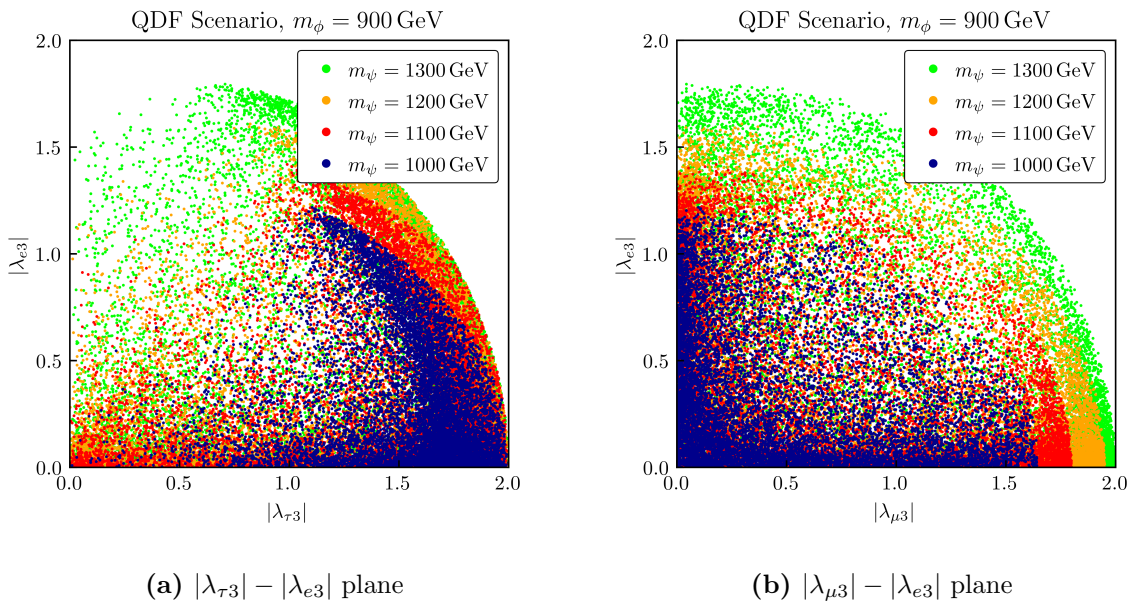 QDF Scenario, m_ϕ = 900 GeV
2.0
1.5
1.0
0.5
0.0
|λ_e3|
m_ψ = 1300 GeV
m_ψ = 1200 GeV
m_ψ = 1100 GeV
m_ψ = 1000 GeV
0.0 0.5 1.0 1.5 2.0
|λ_τ3|
(a) |λ_τ3| − |λ_e3| plane
QDF Scenario, m_ϕ = 900 GeV
2.0
1.5
1.0
0.5
0.0
|λ_e3|
m_ψ = 1300 GeV
m_ψ = 1200 GeV
m_ψ = 1100 GeV
m_ψ = 1000 GeV
0.0 0.5 1.0 1.5 2.0
|λ_μ3|
(b) |λ_μ3| − |λ_e3| plane